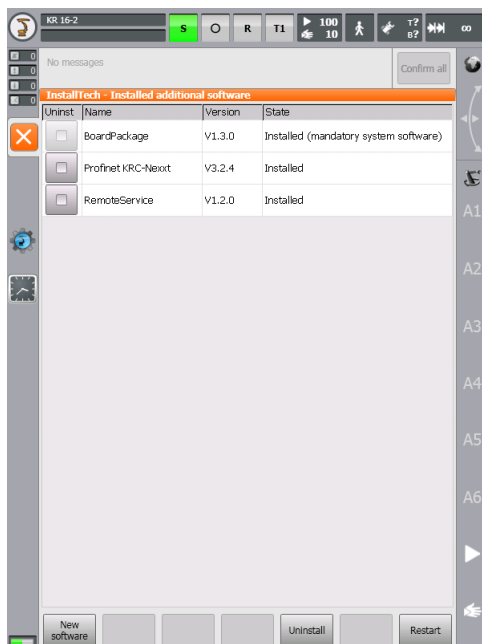 KR 16-2
S O R T1 100 10 T? B? ∞
0
0
0
0
No messages
Confirm all
InstallTech - Installed additional software
Uninst Name Version State
BoardPackage V1.3.0 Installed (mandatory system software)
Profinet KRC-Nexxt V3.2.4 Installed
RemoteService V1.2.0 Installed
A1
A2
A3
A4
A5
A6
New software
Uninstall
Restart